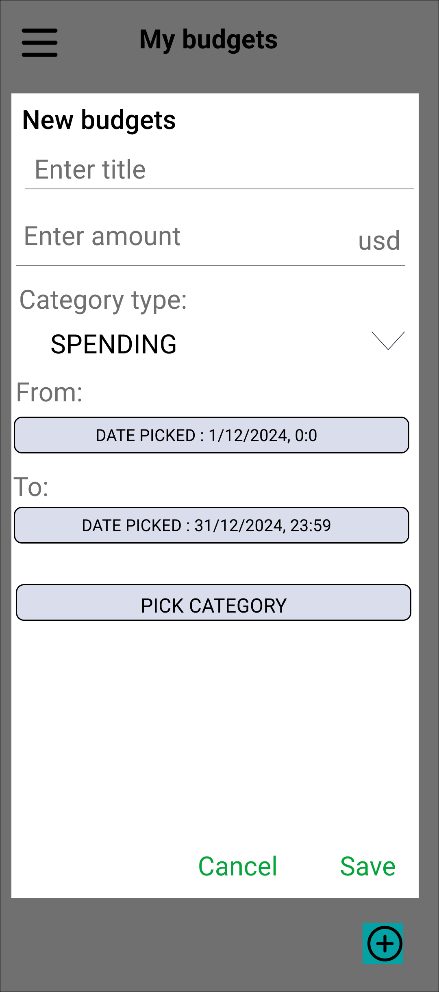 My budgets
New budgets
Enter title
Enter amount
usd
Category type:
SPENDING
From:
DATE PICKED : 1/12/2024, 0:0
To:
DATE PICKED : 31/12/2024, 23:59
PICK CATEGORY
Cancel
Save